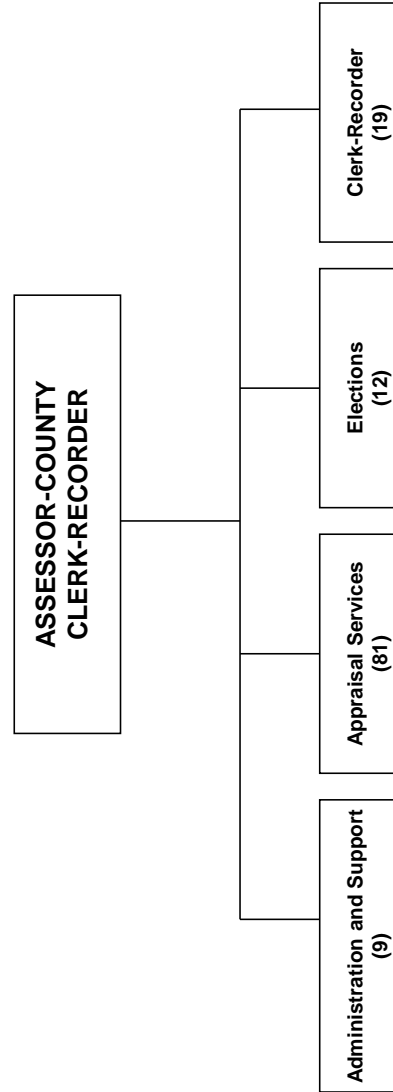 ASSESSOR-COUNTY
CLERK-RECORDER
Administration and Support
(9)
Appraisal Services
(81)
Elections
(12)
Clerk-Recorder
(19)